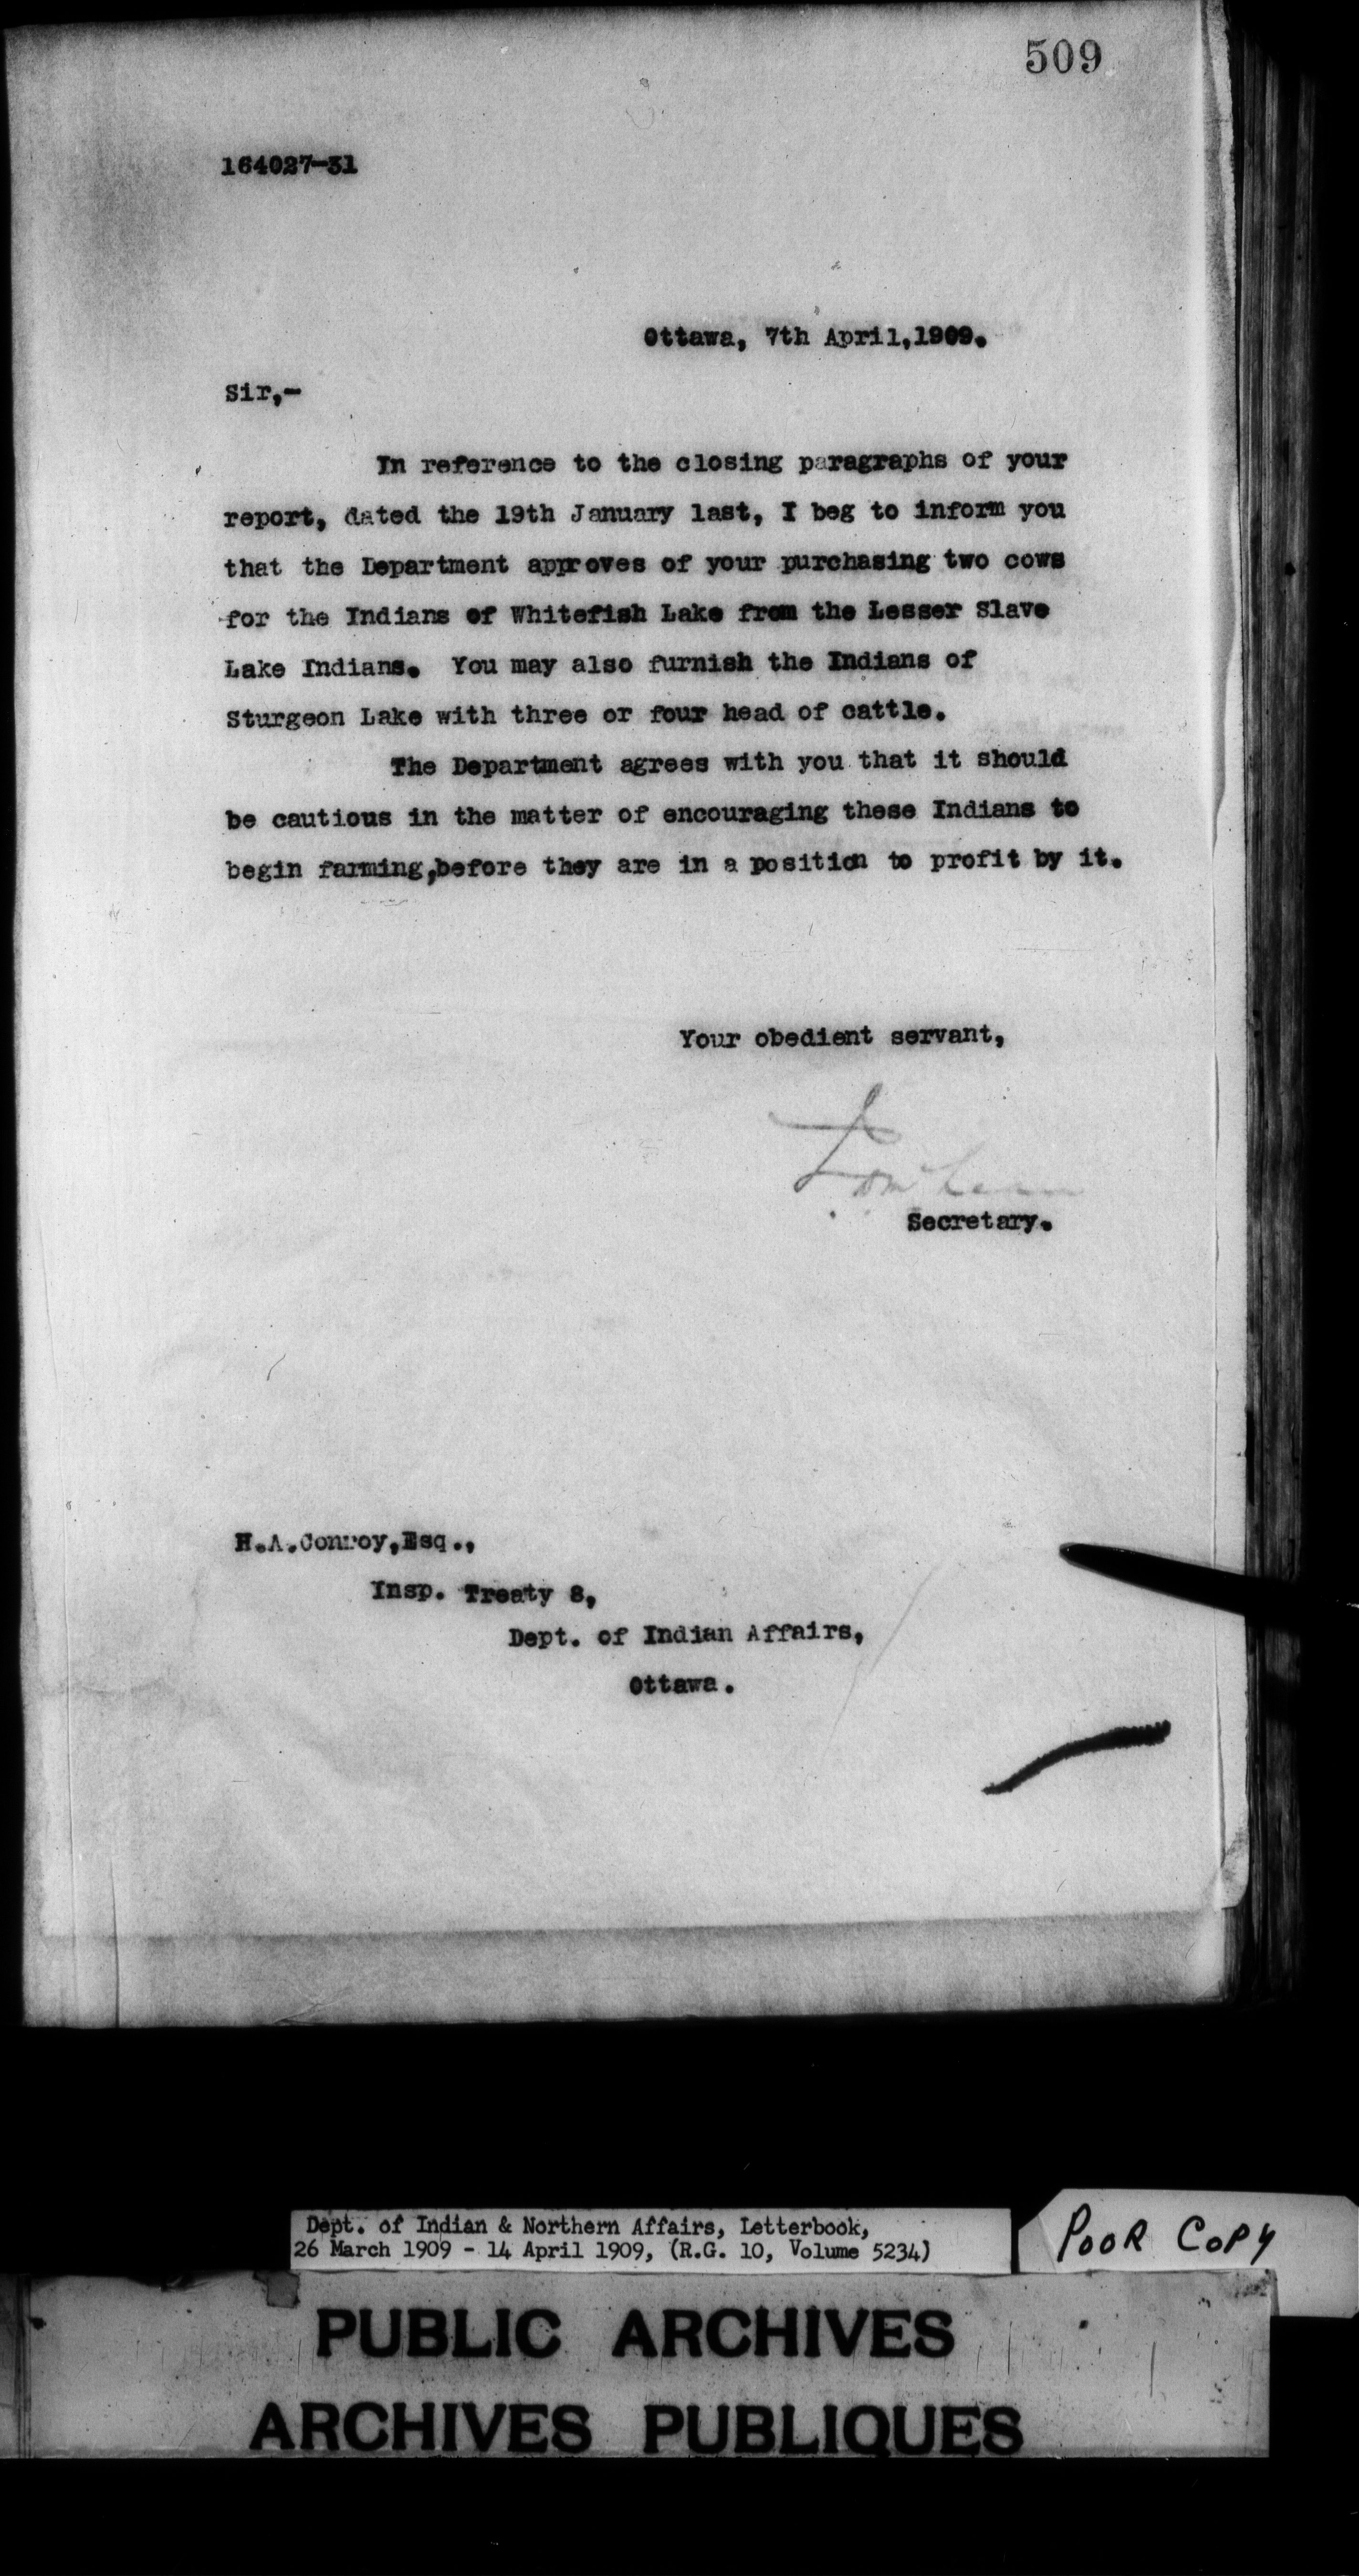 509
164027-31
Ottawa, 7th April,1909.
Sir,-
In reference to the closing paragraphs of your
report, dated the 19th January last, I beg to inform you
that the Department approves of your purchasing two cows
for the Indians of Whitefish Lake from the Lesser Slave
Lake Indians. You may also furnish the Indians of
Sturgeon Lake with three or four head of cattle.
The Department agrees with you that it should
be cautious in the matter of encouraging these Indians to
begin farming,before they are in a position to profit by it.
Your obedient servant,
Secretary.
H.A.Conroy,Esq.,
Insp. Treaty 8,
Dept. of Indian Affairs,
Ottawa.
Dept. of Indian & Northern Affairs, Letterbook,
26 March 1909 - 14 April 1909, (R.G. 10, Volume 5234)
POOR COPY
PUBLIC ARCHIVES
ARCHIVES PUBLIQUES